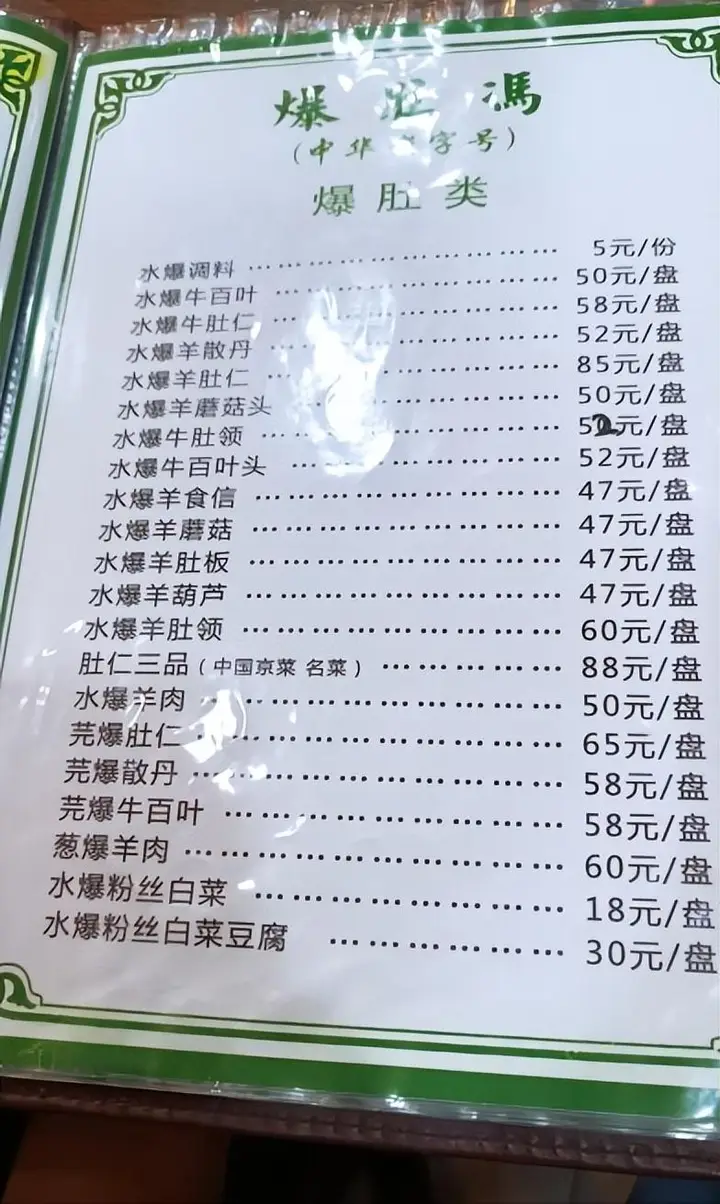 爆肚馮
(中华 字号)
爆肚类
水爆调料 ………………………… 5元/份
水爆牛百叶 ………………………… 50元/盘
水爆牛肚仁 ………………………… 58元/盘
水爆羊散丹 ………………………… 52元/盘
水爆羊肚仁 ………………………… 85元/盘
水爆羊蘑菇头 ………………………… 50元/盘
水爆牛肚领 ………………………… 52元/盘
水爆牛百叶头 ………………………… 52元/盘
水爆羊食信 ………………………… 47元/盘
水爆羊蘑菇 ………………………… 47元/盘
水爆羊肚板 ………………………… 47元/盘
水爆羊葫芦 ………………………… 47元/盘
水爆羊肚领 ………………………… 60元/盘
肚仁三品(中国京菜 名菜) ……………… 88元/盘
水爆羊肉 ………………………… 50元/盘
芫爆肚仁 ………………………… 65元/盘
芫爆散丹 ………………………… 58元/盘
芫爆牛百叶 ………………………… 58元/盘
葱爆羊肉 ………………………… 60元/盘
水爆粉丝白菜 ………………………… 18元/盘
水爆粉丝白菜豆腐 ………………… 30元/盘